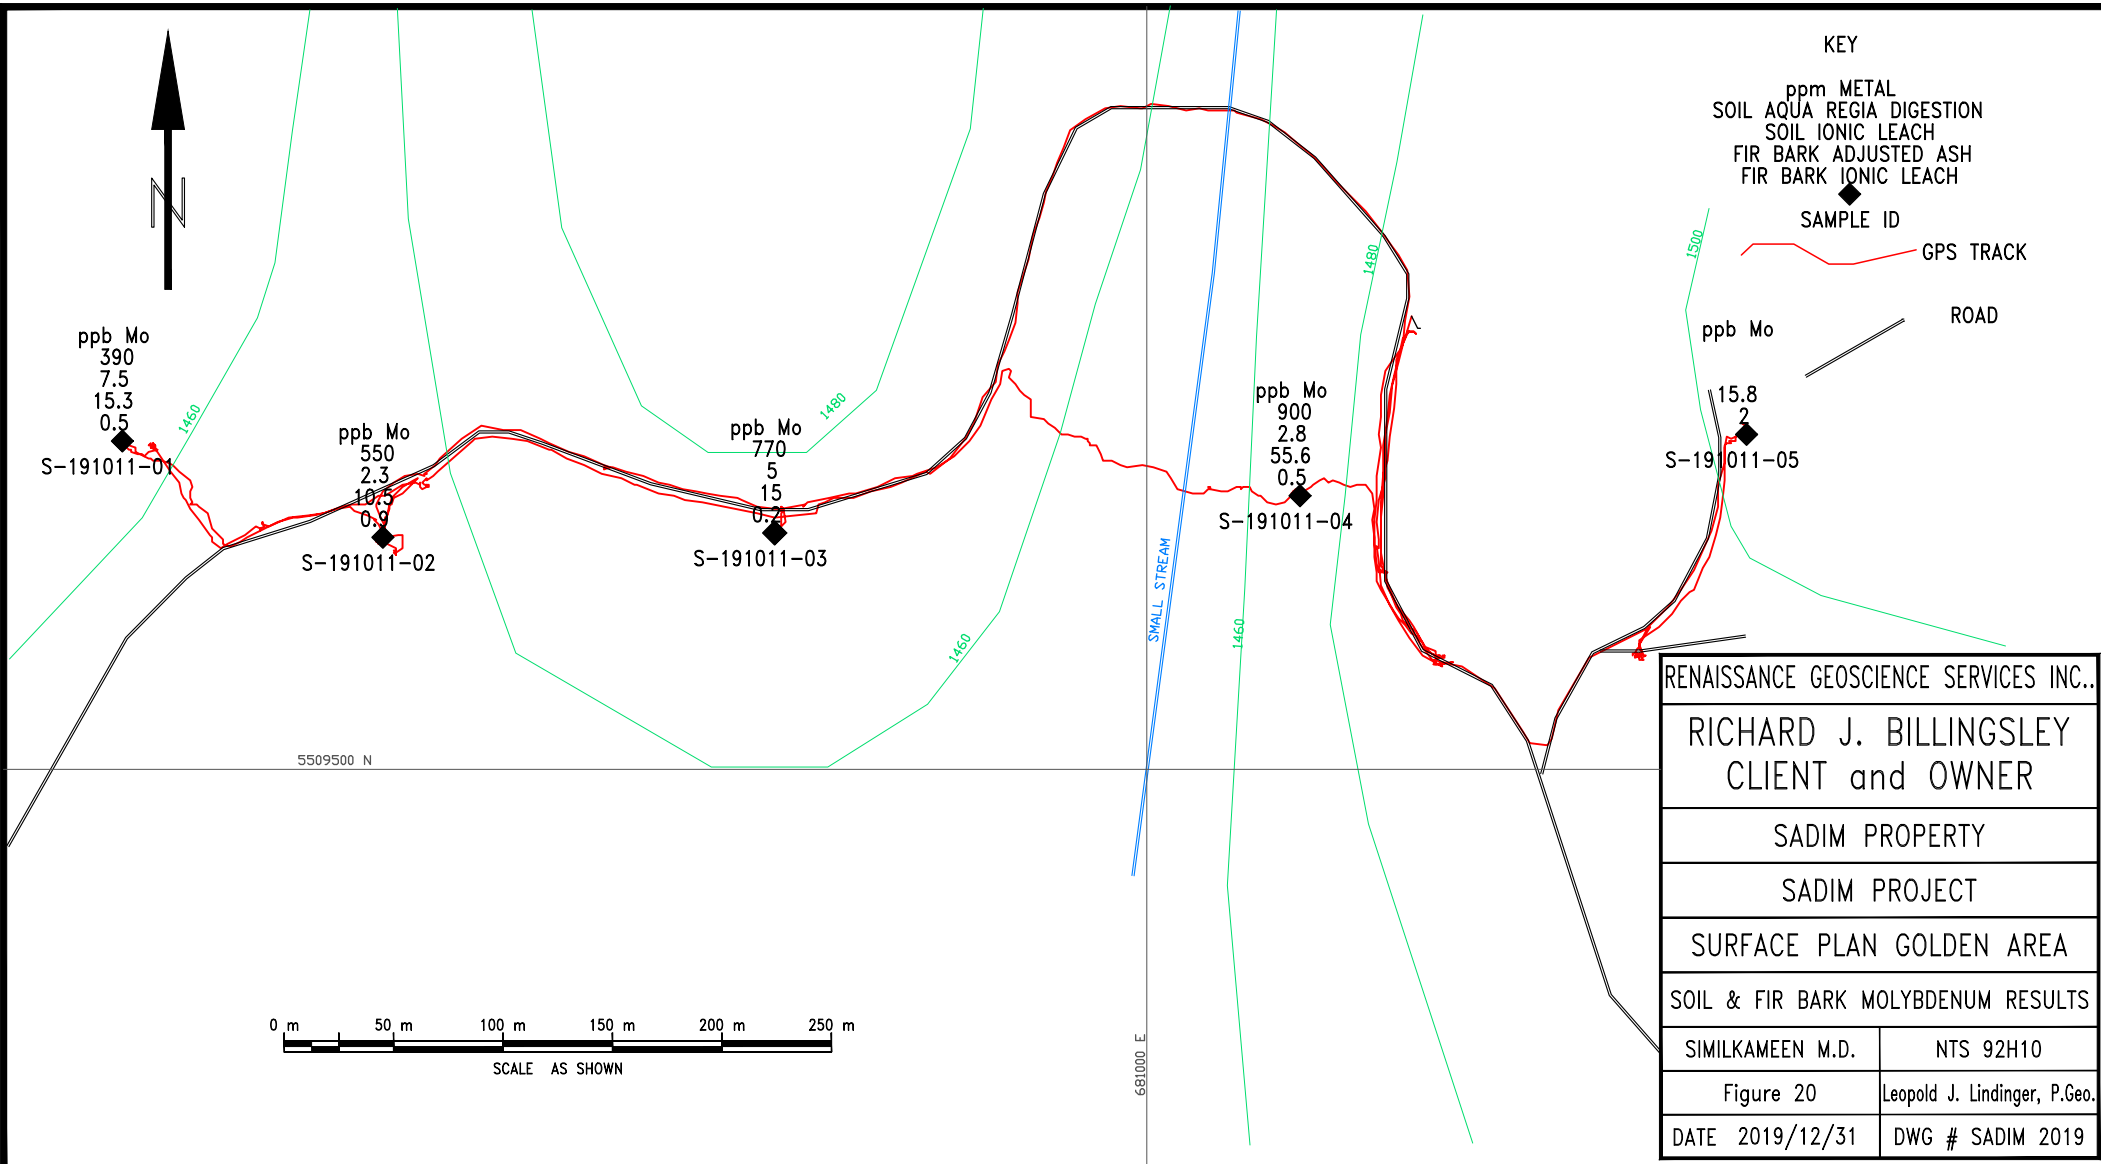 N
KEY
ppm METAL
SOIL AQUA REGIA DIGESTION
SOIL IONIC LEACH
FIR BARK ADJUSTED ASH
FIR BARK IONIC LEACH
SAMPLE ID
GPS TRACK
ROAD
ppb Mo
390
7.5
15.3
0.5
S-191011-01
1460
ppb Mo
550
2.3
10.5
0.9
S-191011-02
1480
ppb Mo
770
5
15
0.2
S-191011-03
1460
SMALL STREAM
1460
ppb Mo
900
2.8
55.6
0.5
S-191011-04
1480
1500
ppb Mo
15.8
2
S-191011-05
5509500 N
681000 E
0 m 50 m 100 m 150 m 200 m 250 m
SCALE AS SHOWN
RENAISSANCE GEOSCIENCE SERVICES INC..
RICHARD J. BILLINGSLEY
CLIENT and OWNER
SADIM PROPERTY
SADIM PROJECT
SURFACE PLAN GOLDEN AREA
SOIL & FIR BARK MOLYBDENUM RESULTS
SIMILKAMEEN M.D. NTS 92H10
Figure 20 Leopold J. Lindinger, P.Geo.
DATE 2019/12/31 DWG # SADIM 2019